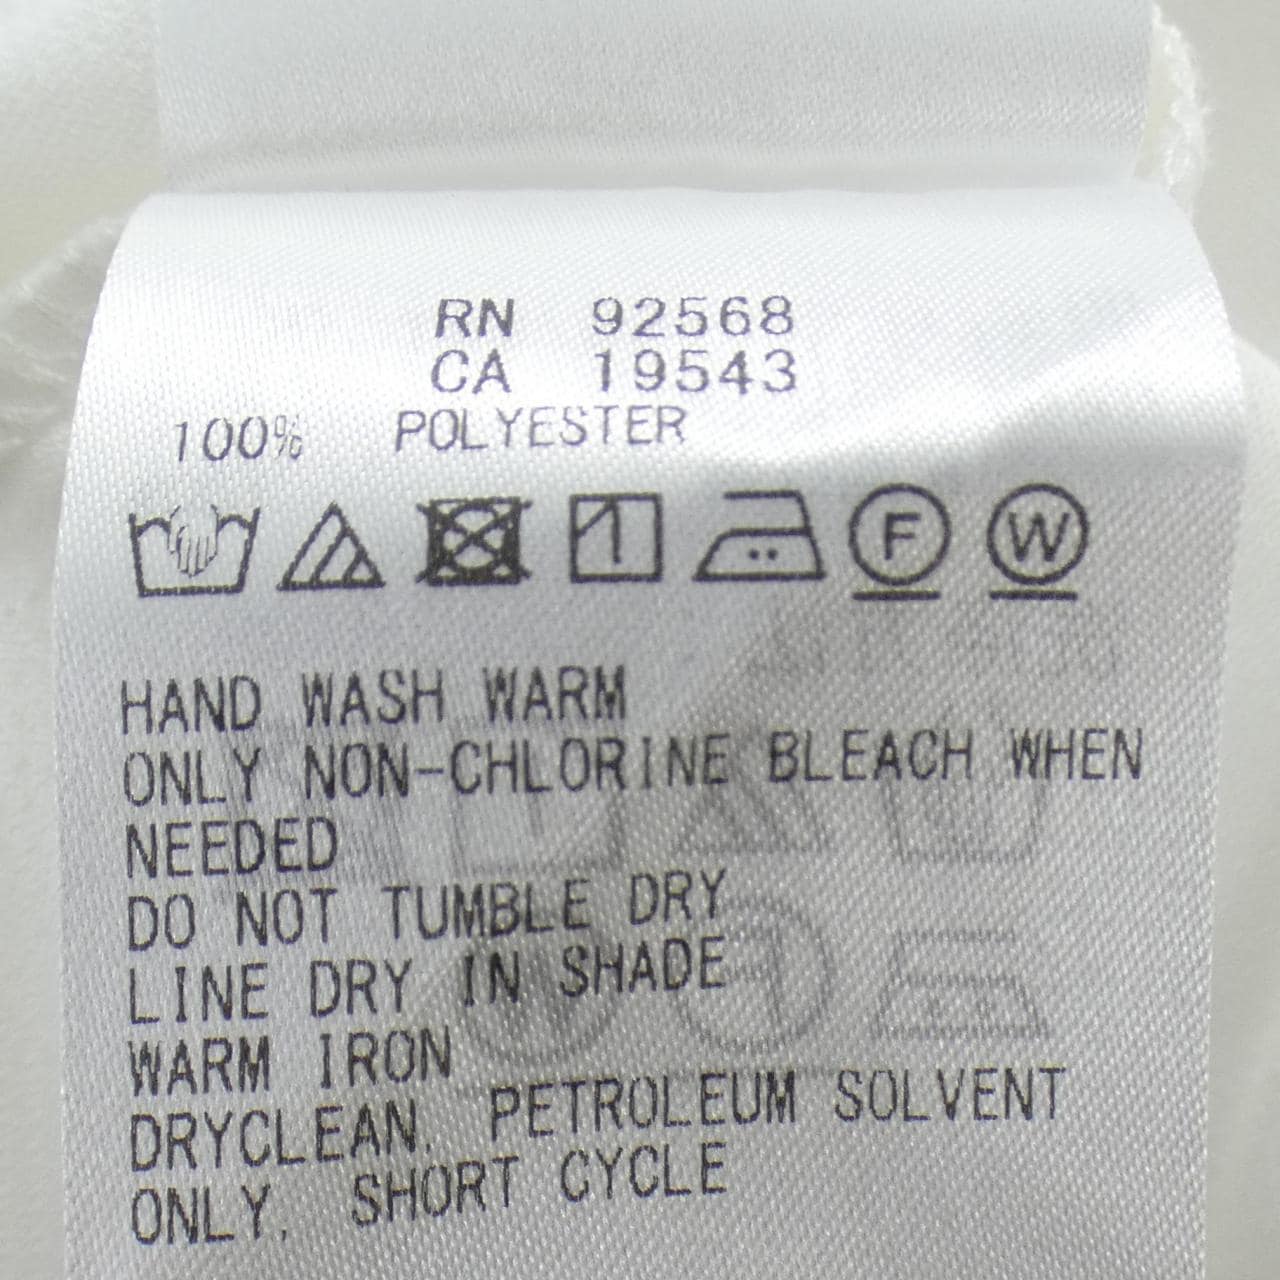 RN 92568
CA 19543
100% POLYESTER
F W
HAND WASH WARM
ONLY NON-CHLORINE BLEACH WHEN
NEEDED
DO NOT TUMBLE DRY
LINE DRY IN SHADE
WARM IRON
DRYCLEAN. PETROLEUM SOLVENT
ONLY. SHORT CYCLE